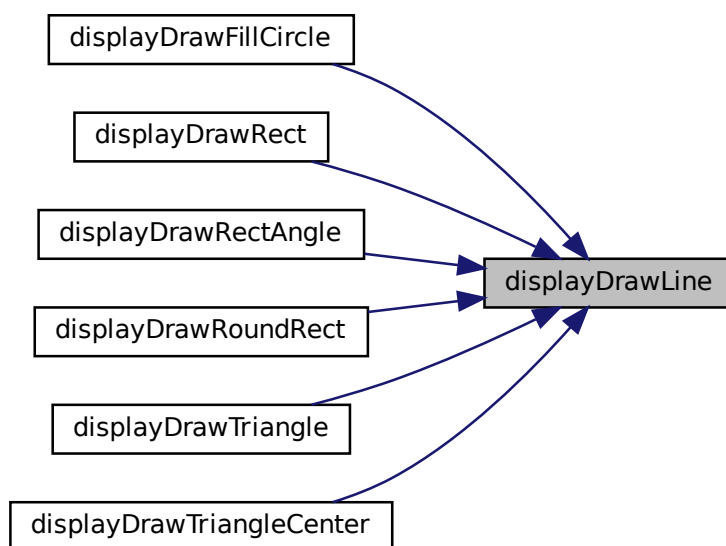 displayDrawFillCircle
displayDrawRect
displayDrawRectAngle
displayDrawLine
displayDrawRoundRect
displayDrawTriangle
displayDrawTriangleCenter